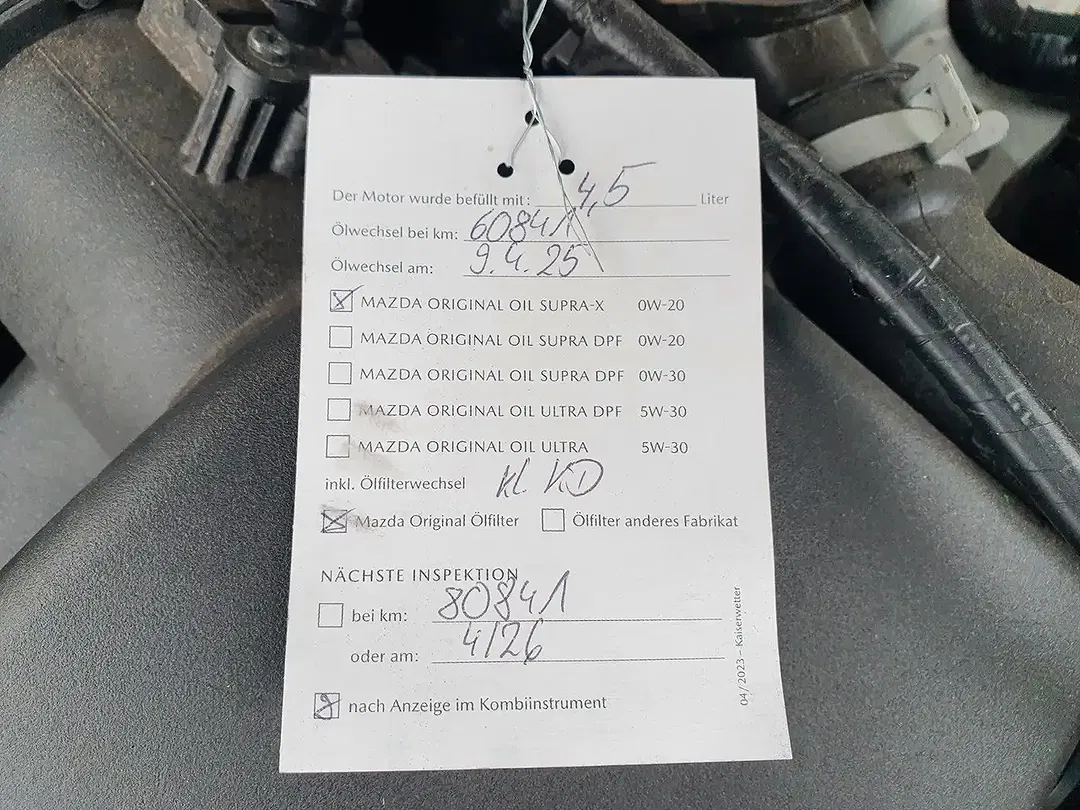 Der Motor wurde befüllt mit: 4,5 Liter
Ölwechsel bei km: 60841
Ölwechsel am: 9.4.25
MAZDA ORIGINAL OIL SUPRA-X 0W-20
MAZDA ORIGINAL OIL SUPRA DPF 0W-20
MAZDA ORIGINAL OIL SUPRA DPF 0W-30
MAZDA ORIGINAL OIL ULTRA DPF 5W-30
MAZDA ORIGINAL OIL ULTRA 5W-30
inkl. Ölfilterwechsel kl. KD
Mazda Original Ölfilter Ölfilter anderes Fabrikat
NÄCHSTE INSPEKTION
bei km: 80841
oder am: 4/26
nach Anzeige im Kombiinstrument
04/2023 – Kaiserwetter